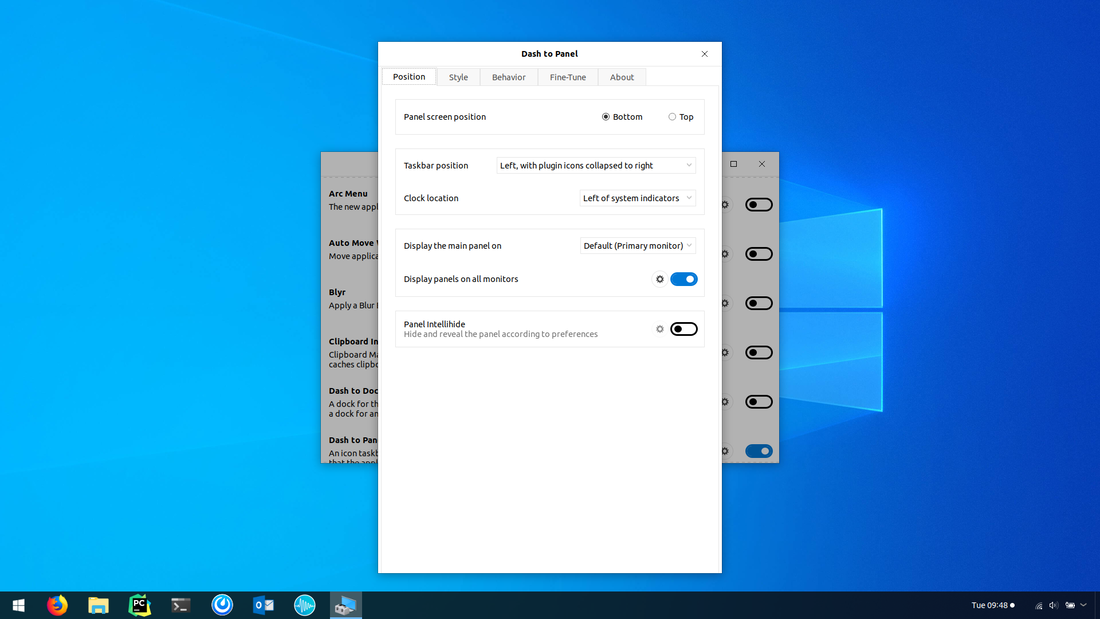 Dash to Panel
Position Style Behavior Fine-Tune About
Panel screen position Bottom Top
Taskbar position Left, with plugin icons collapsed to right
Clock location Left of system indicators
Display the main panel on Default (Primary monitor)
Display panels on all monitors
Panel Intellihide
Hide and reveal the panel according to preferences
Arc Menu
The new appl
Auto Move
Move applica
Blyr
Apply a Blur
Clipboard In
Clipboard Ma
caches clipbo
Dash to Doc
A dock for th
a dock for an
Dash to Pan
An icon taskb
that the appl
PC
Tue 09:48